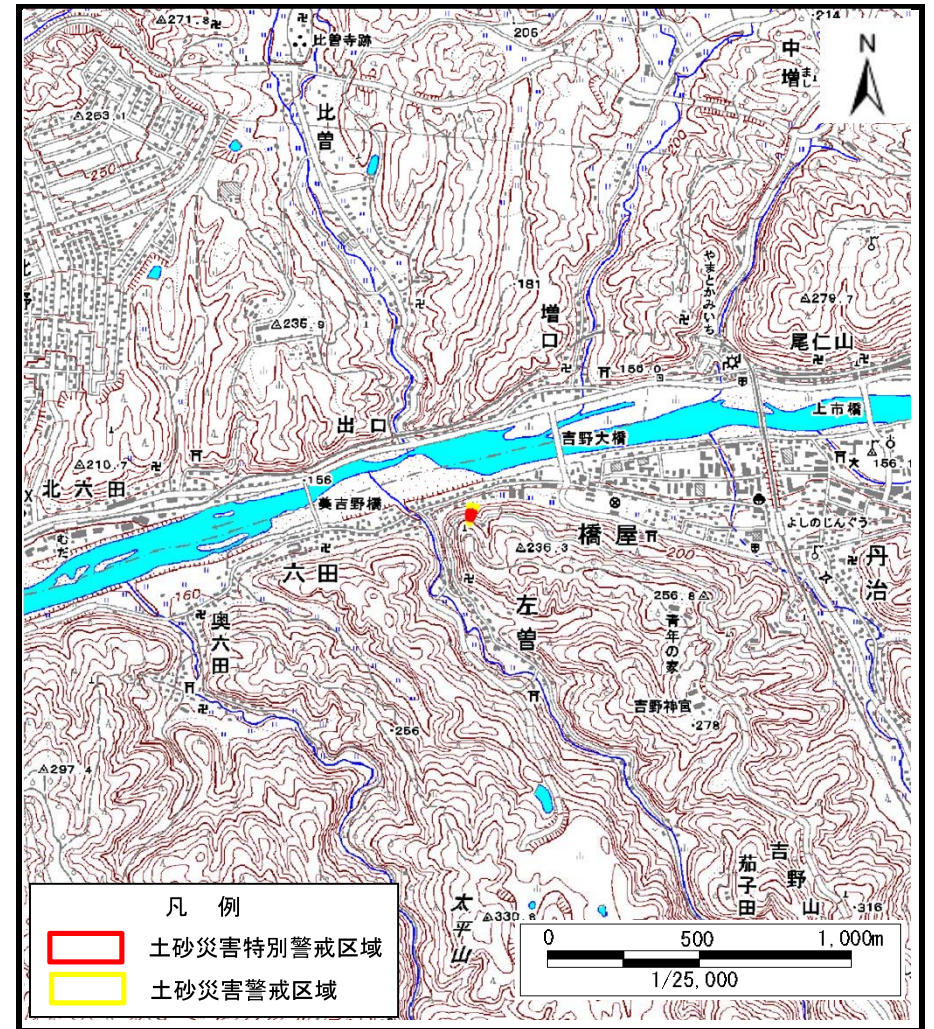 △271.8
比曽寺跡
206
214
N
中増
まし
△263.1
比曽
200
250
やまとかみいち
181
増口
△279.7
△235.9
尾仁山
156.0
上市橋
出口
吉野大橋
△210.7
156
北六田
美吉野橋
むだ
橋屋
よしのじんぐう
△236.3
200
丹治
六田
160
奥六田
左曽
256.8△
青年の家
吉野神宮
・278
・256
△297.4
茄子田
吉野山
・316
太平山
△330.8
凡 例
土砂災害特別警戒区域
土砂災害警戒区域
0 500 1,000m
1/25,000